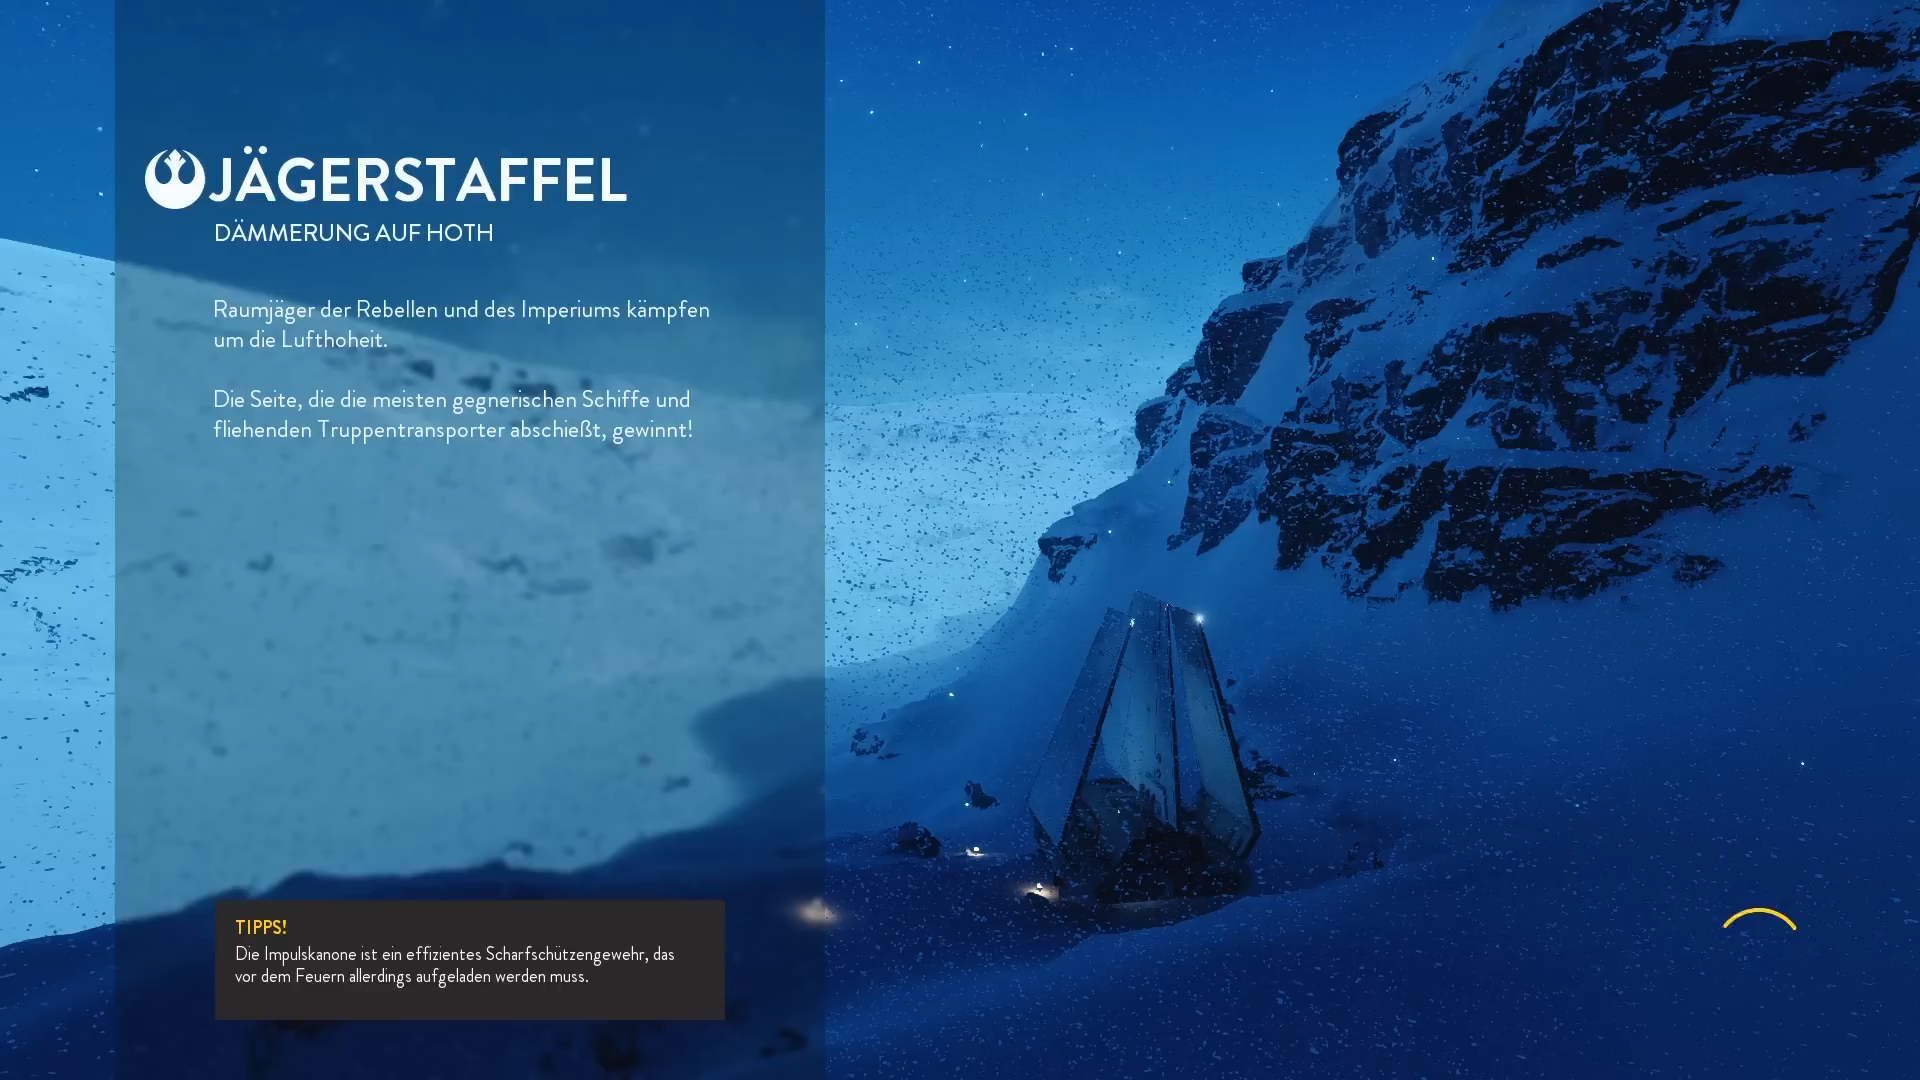 JÄGERSTAFFEL
DÄMMERUNG AUF HOTH
Raumjäger der Rebellen und des Imperiums kämpfen
um die Lufthoheit.
Die Seite, die die meisten gegnerischen Schiffe und
fliehenden Truppentransporter abschießt, gewinnt!
TIPPS!
Die Impulskanone ist ein effizientes Scharfschützengewehr, das
vor dem Feuern allerdings aufgeladen werden muss.